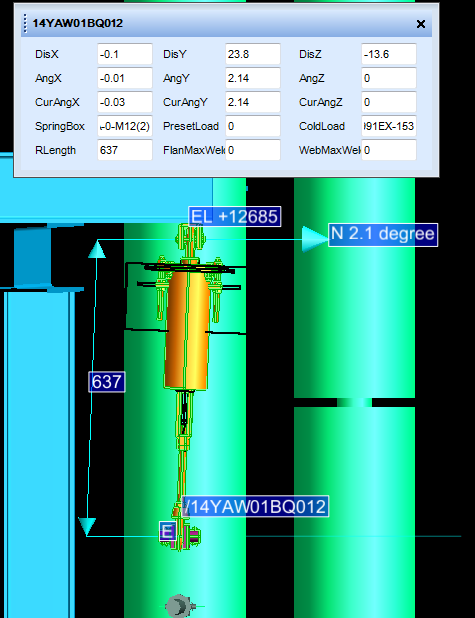 14YAW01BQ012
DisX -0.1 DisY 23.8 DisZ -13.6
AngX -0.01 AngY 2.14 AngZ 0
CurAngX -0.03 CurAngY 2.14 CurAngZ 0
SpringBox -0-M12(2) PresetLoad 0 ColdLoad 91EX-153
RLength 637 FlanMaxWel 0 WebMaxWel 0
EL +12685
N 2.1 degree
637
/14YAW01BQ012
E